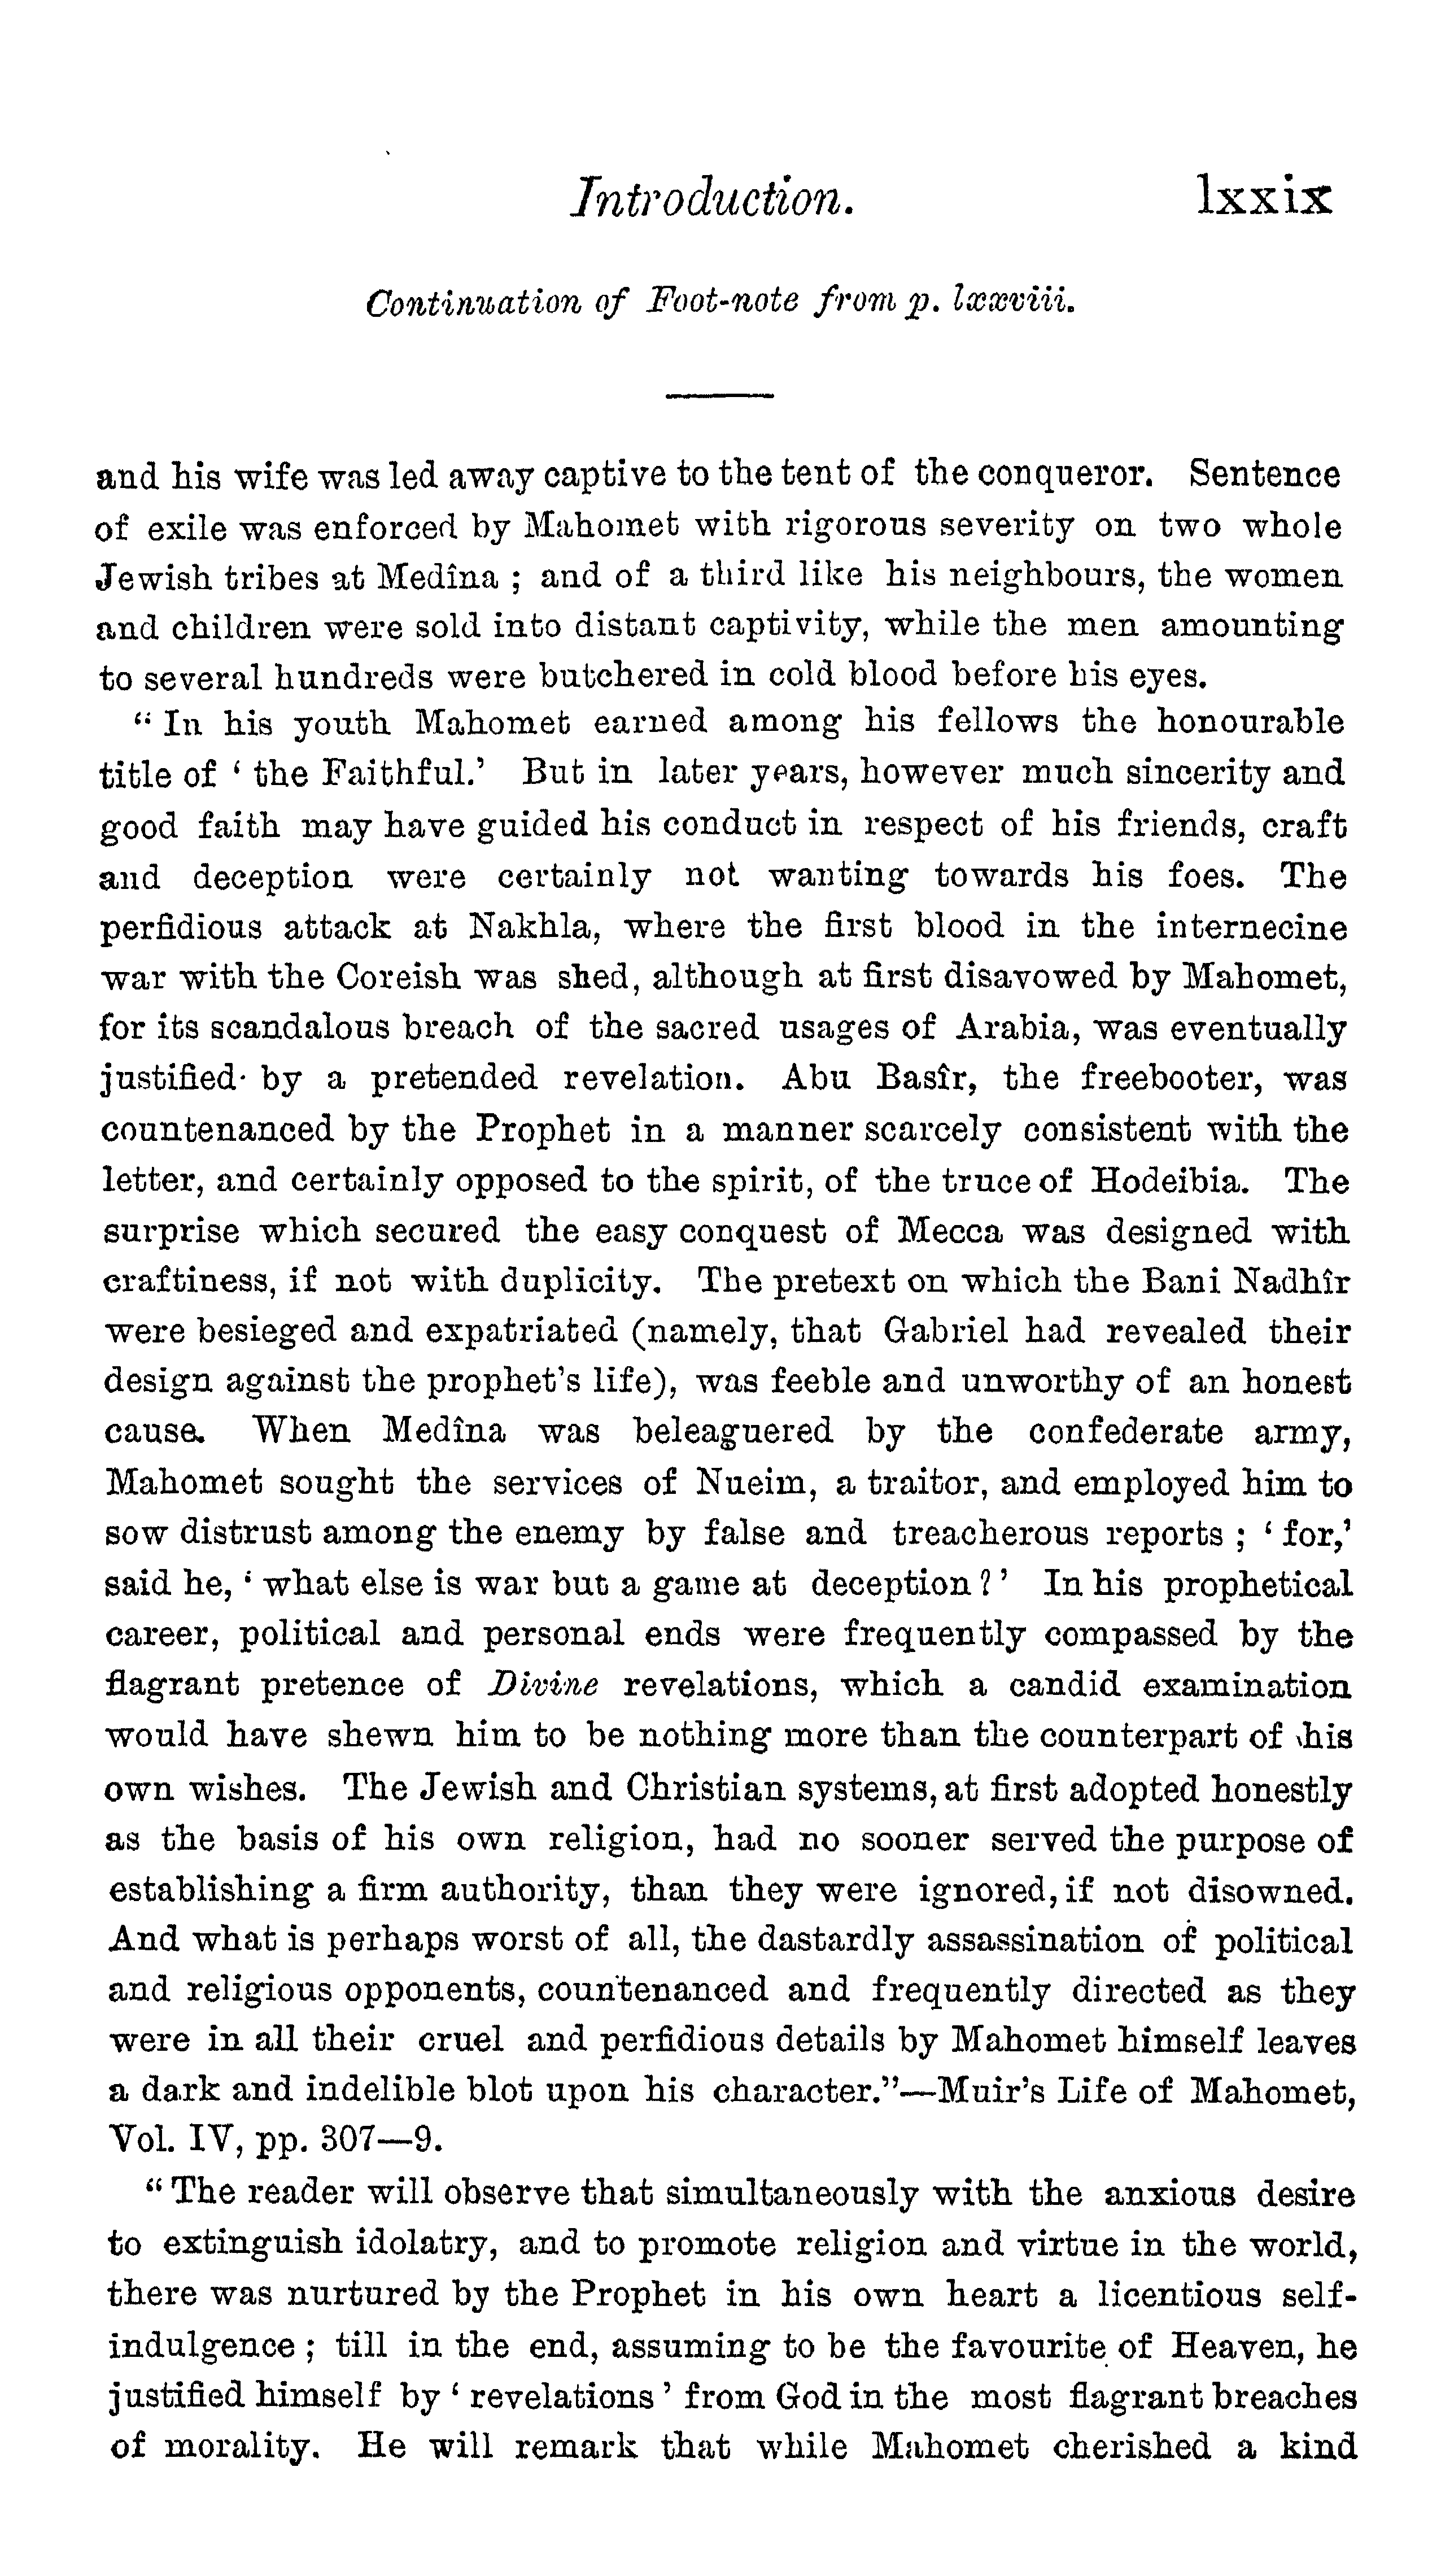 Introduction. lxxix
Continuation of Foot-note from p. lxxviii.
and his wife was led away captive to the tent of the conqueror. Sentence
of exile was enforced by Mahomet with rigorous severity on two whole
Jewish tribes at Medîna ; and of a third like his neighbours, the women
and children were sold into distant captivity, while the men amounting
to several hundreds were butchered in cold blood before his eyes.
“ In his youth Mahomet earned among his fellows the honourable
title of ‘ the Faithful.’ But in later years, however much sincerity and
good faith may have guided his conduct in respect of his friends, craft
and deception were certainly not wanting towards his foes. The
perfidious attack at Nakhla, where the first blood in the internecine
war with the Coreish was shed, although at first disavowed by Mahomet,
for its scandalous breach of the sacred usages of Arabia, was eventually
justified by a pretended revelation. Abu Basîr, the freebooter, was
countenanced by the Prophet in a manner scarcely consistent with the
letter, and certainly opposed to the spirit, of the truce of Hodeibia. The
surprise which secured the easy conquest of Mecca was designed with
craftiness, if not with duplicity. The pretext on which the Bani Nadhîr
were besieged and expatriated (namely, that Gabriel had revealed their
design against the prophet’s life), was feeble and unworthy of an honest
cause. When Medîna was beleaguered by the confederate army,
Mahomet sought the services of Nueim, a traitor, and employed him to
sow distrust among the enemy by false and treacherous reports ; ‘ for,’
said he, ‘ what else is war but a game at deception ? ’ In his prophetical
career, political and personal ends were frequently compassed by the
flagrant pretence of Divine revelations, which a candid examination
would have shewn him to be nothing more than the counterpart of his
own wishes. The Jewish and Christian systems, at first adopted honestly
as the basis of his own religion, had no sooner served the purpose of
establishing a firm authority, than they were ignored, if not disowned.
And what is perhaps worst of all, the dastardly assassination of political
and religious opponents, countenanced and frequently directed as they
were in all their cruel and perfidious details by Mahomet himself leaves
a dark and indelible blot upon his character.”—Muir’s Life of Mahomet,
Vol. IV, pp. 307—9.
“ The reader will observe that simultaneously with the anxious desire
to extinguish idolatry, and to promote religion and virtue in the world,
there was nurtured by the Prophet in his own heart a licentious self-
indulgence ; till in the end, assuming to be the favourite of Heaven, he
justified himself by ‘ revelations ’ from God in the most flagrant breaches
of morality. He will remark that while Mahomet cherished a kind